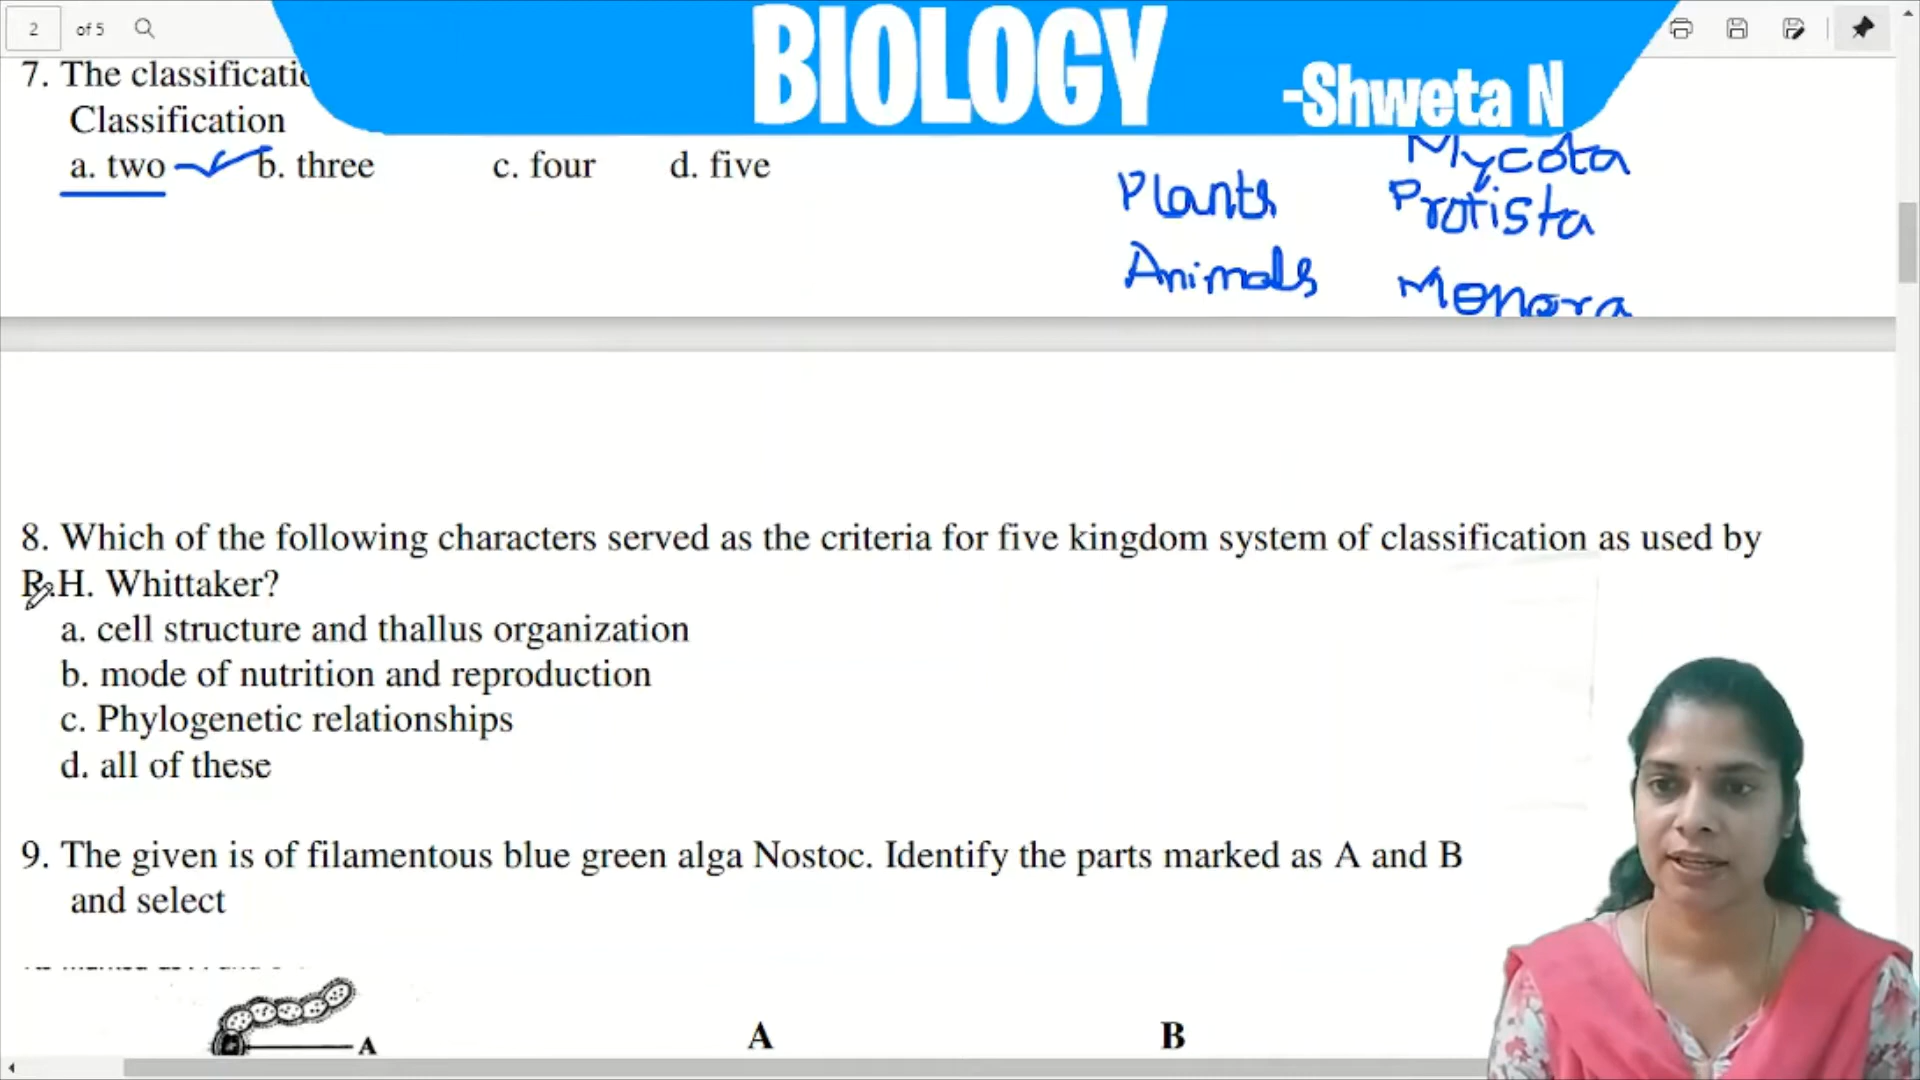 2 of 5
BIOLOGY
-Shweta N
7. The classificatio
Classification
a. two b. three c. four d. five
Mycota
Plants Protista
Animals Monera
8. Which of the following characters served as the criteria for five kingdom system of classification as used by
R.H. Whittaker?
a. cell structure and thallus organization
b. mode of nutrition and reproduction
c. Phylogenetic relationships
d. all of these
9. The given is of filamentous blue green alga Nostoc. Identify the parts marked as A and B
and select
A A B